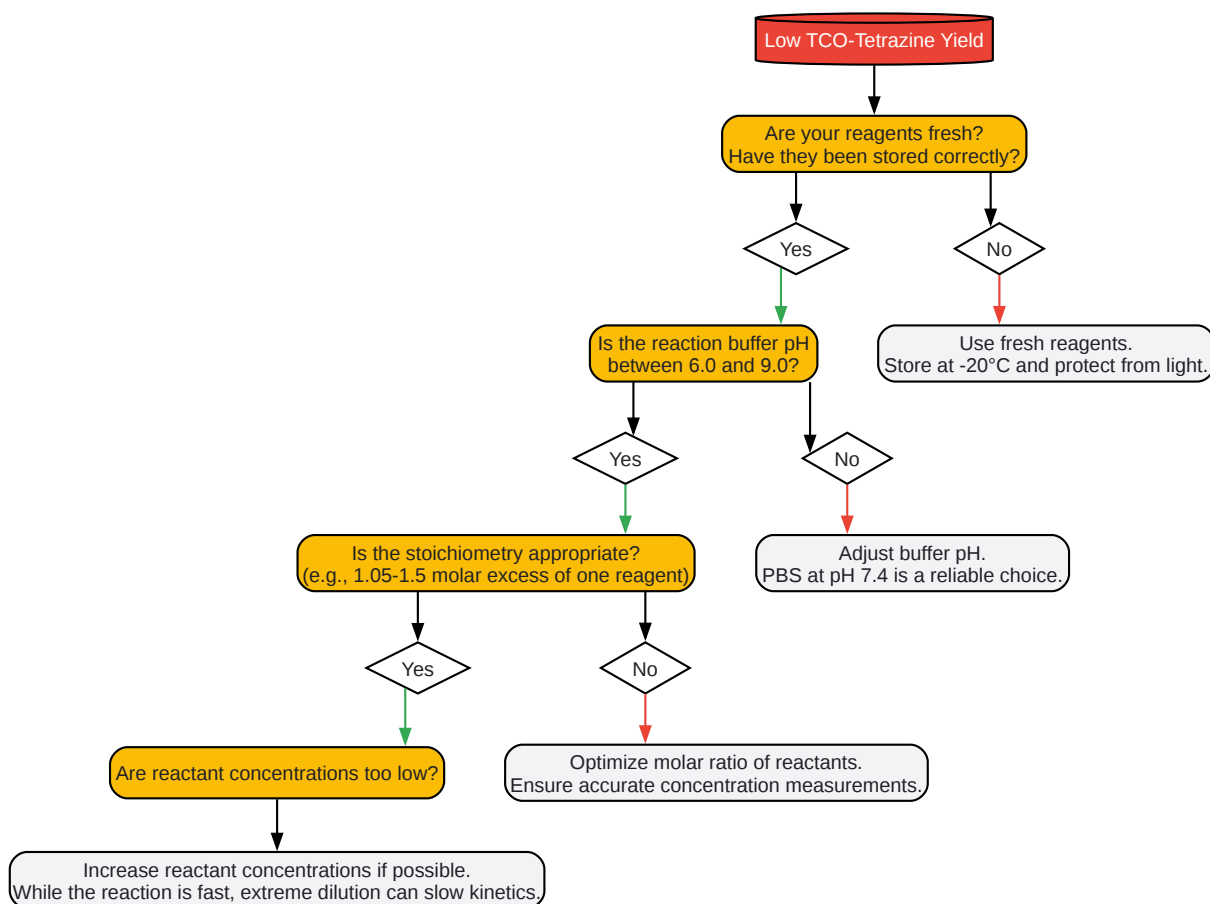 Low TCO-Tetrazine Yield
Are your reagents fresh?
Have they been stored correctly?
Yes
No
Is the reaction buffer pH
between 6.0 and 9.0?
Use fresh reagents.
Store at -20°C and protect from light.
Yes
No
Is the stoichiometry appropriate?
(e.g., 1.05-1.5 molar excess of one reagent)
Adjust buffer pH.
PBS at pH 7.4 is a reliable choice.
Yes
No
Are reactant concentrations too low?
Optimize molar ratio of reactants.
Ensure accurate concentration measurements.
Increase reactant concentrations if possible.
While the reaction is fast, extreme dilution can slow kinetics.